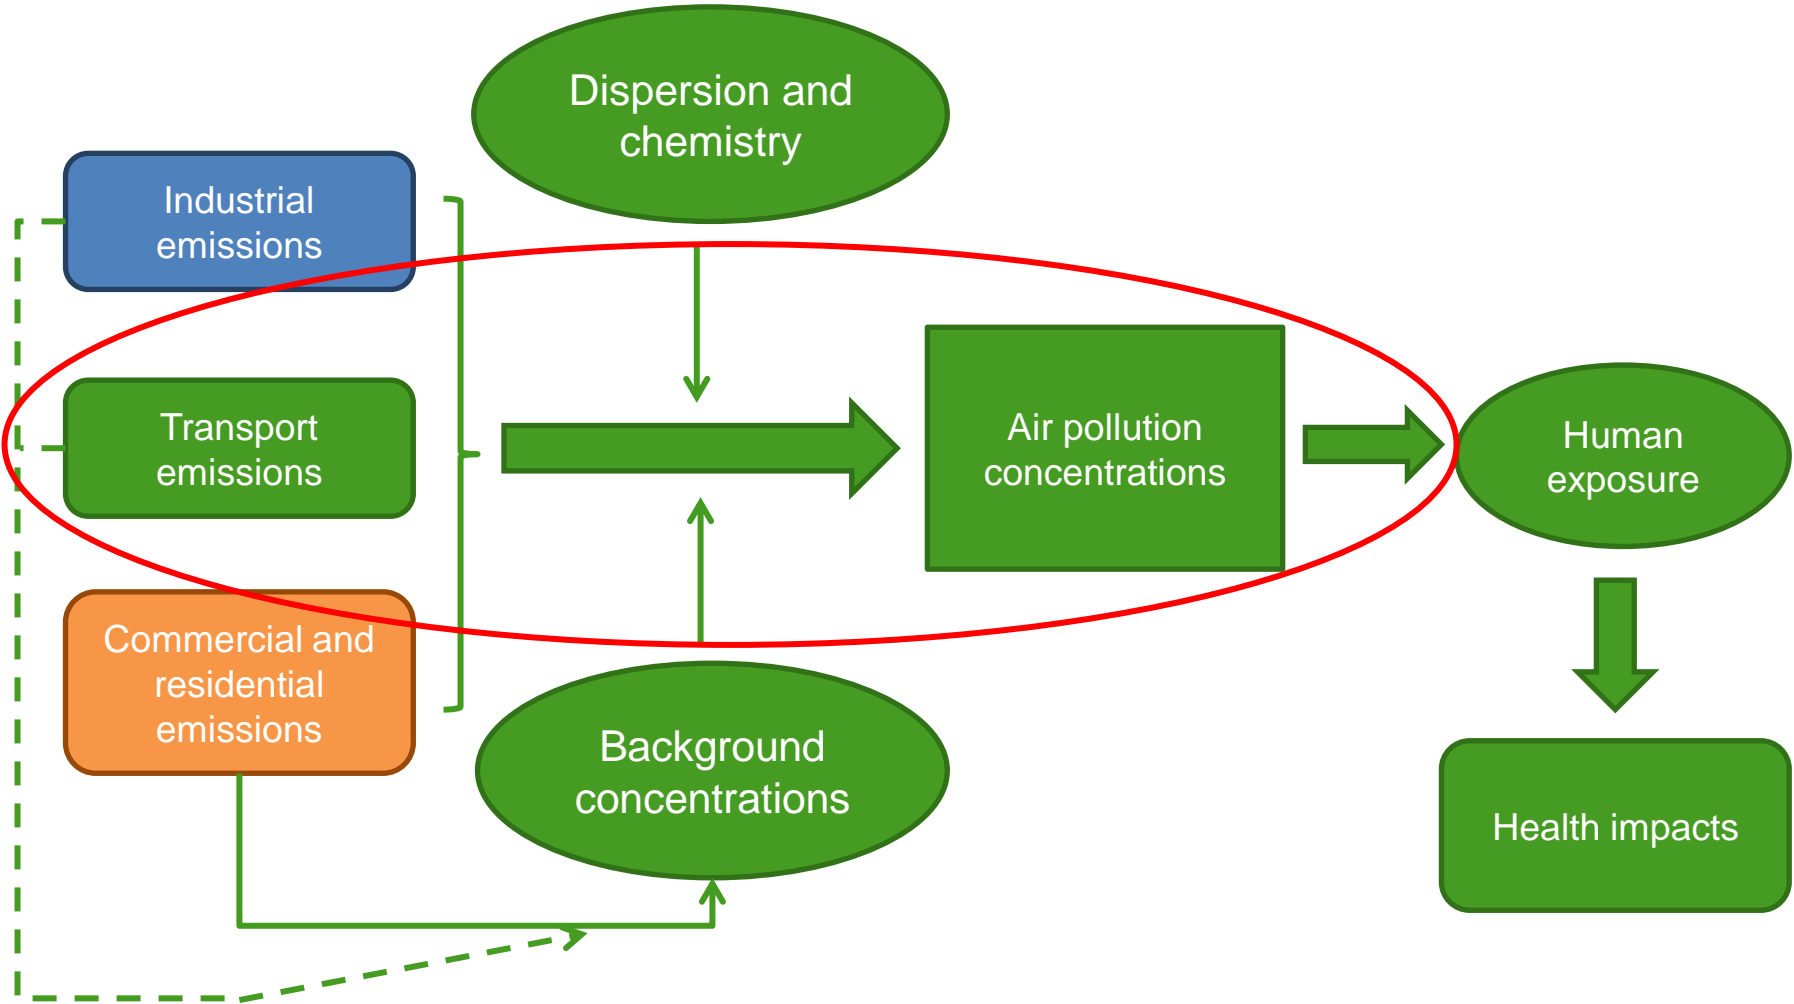 Dispersion and
chemistry
Industrial
emissions
Transport
emissions
Air pollution
concentrations
Human
exposure
Commercial and
residential
emissions
Background
concentrations
Health impacts